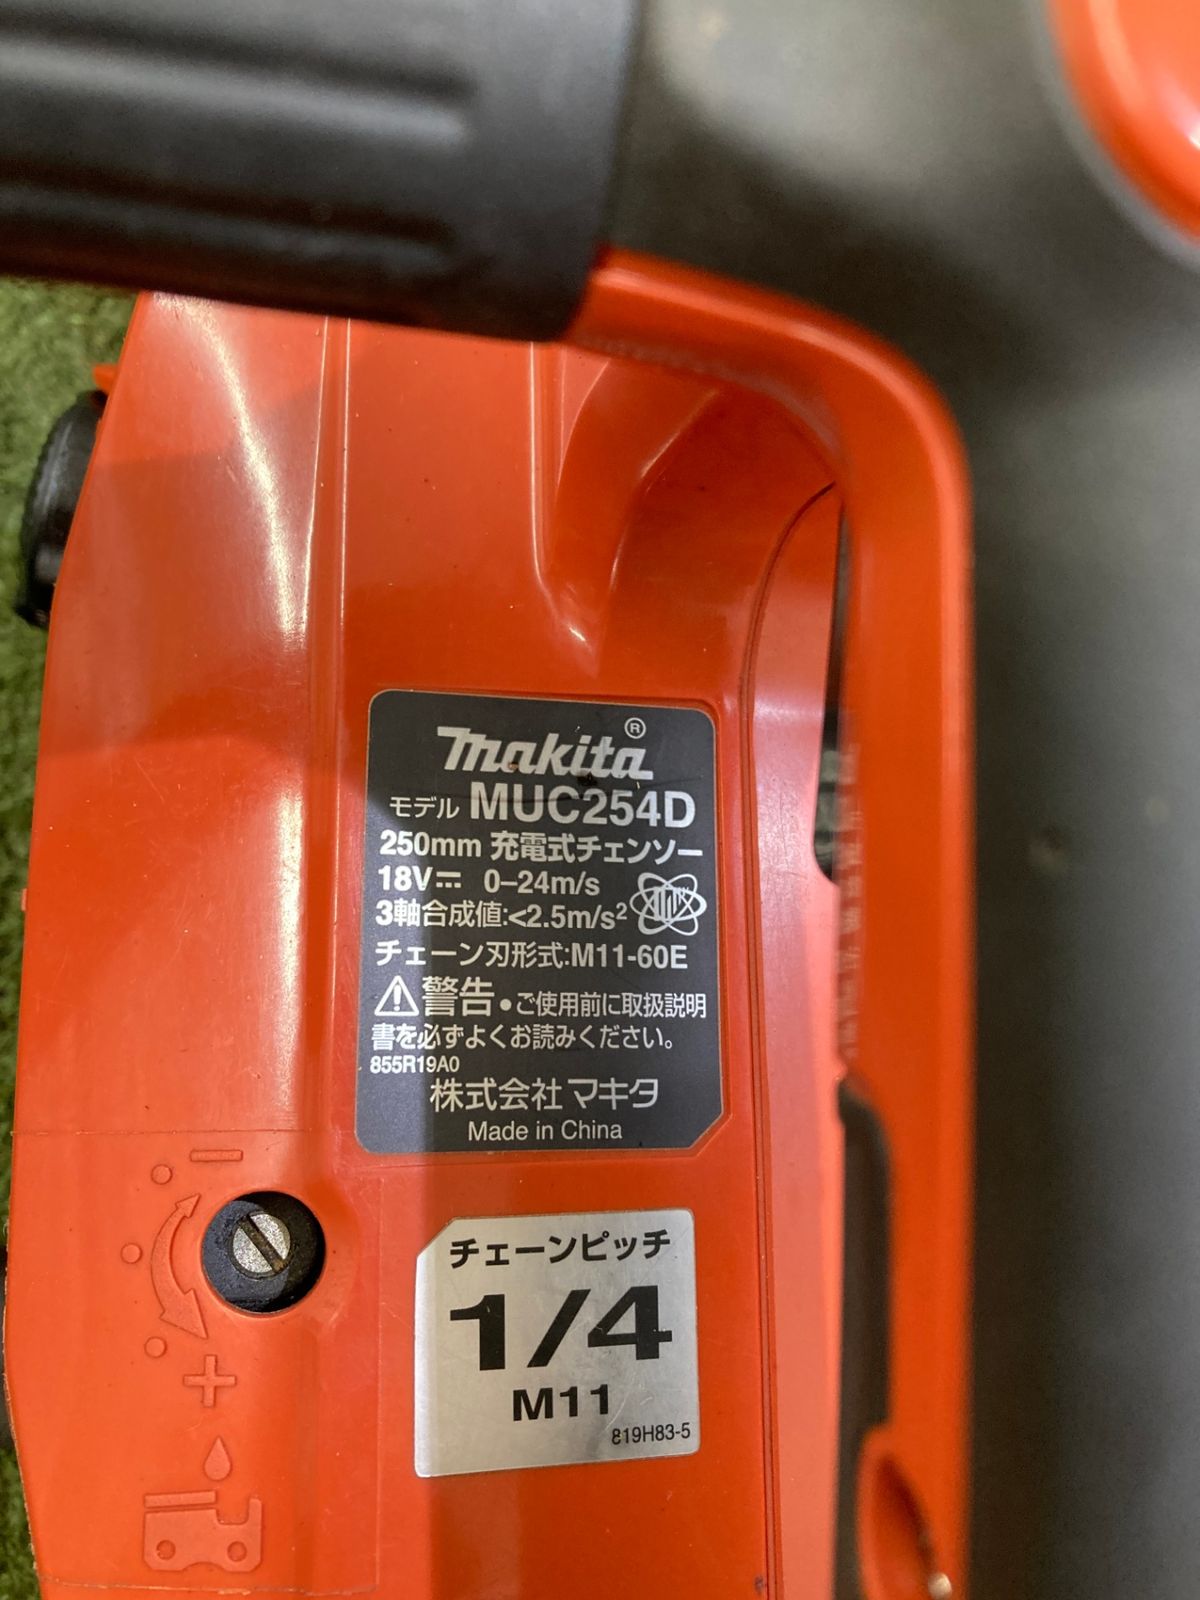 makita®
モデル MUC254D
250mm 充電式チェンソー
18V⎓ 0–24m/s
3軸合成値:<2.5m/s²
チェーン刃形式:M11-60E
⚠警告•ご使用前に取扱説明
書を必ずよくお読みください。
855R19A0
株式会社マキタ
Made in China
チェーンピッチ
1/4
M11
819H83-5